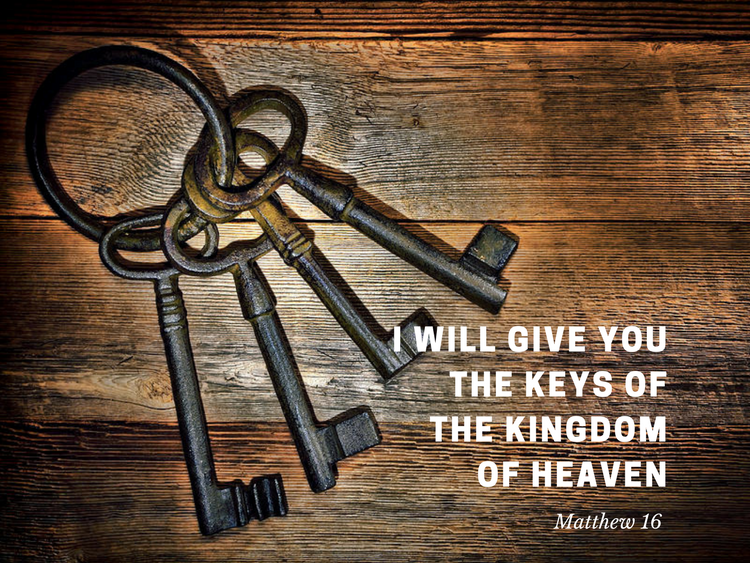 I WILL GIVE YOU
THE KEYS OF
THE KINGDOM
OF HEAVEN
Matthew 16